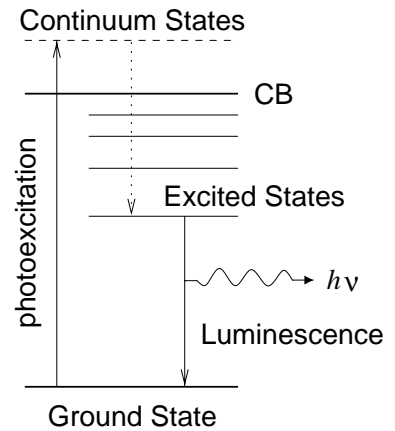 Continuum States
CB
photoexcitation
Excited States
hν
Luminescence
Ground State